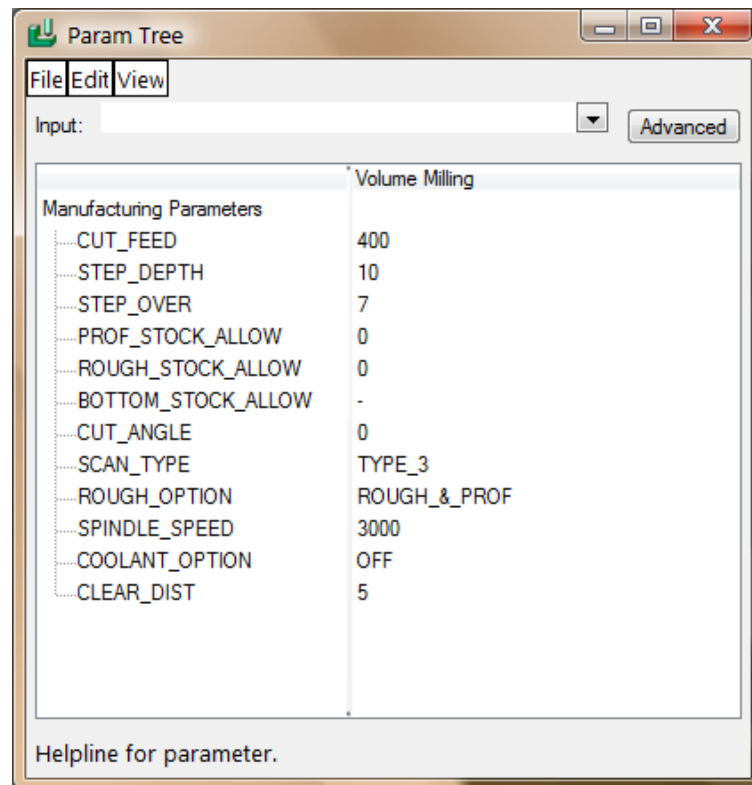 Param Tree
File Edit View
Input: Advanced
Volume Milling
Manufacturing Parameters
CUT_FEED 400
STEP_DEPTH 10
STEP_OVER 7
PROF_STOCK_ALLOW 0
ROUGH_STOCK_ALLOW 0
BOTTOM_STOCK_ALLOW -
CUT_ANGLE 0
SCAN_TYPE TYPE_3
ROUGH_OPTION ROUGH_&_PROF
SPINDLE_SPEED 3000
COOLANT_OPTION OFF
CLEAR_DIST 5
Helpline for parameter.